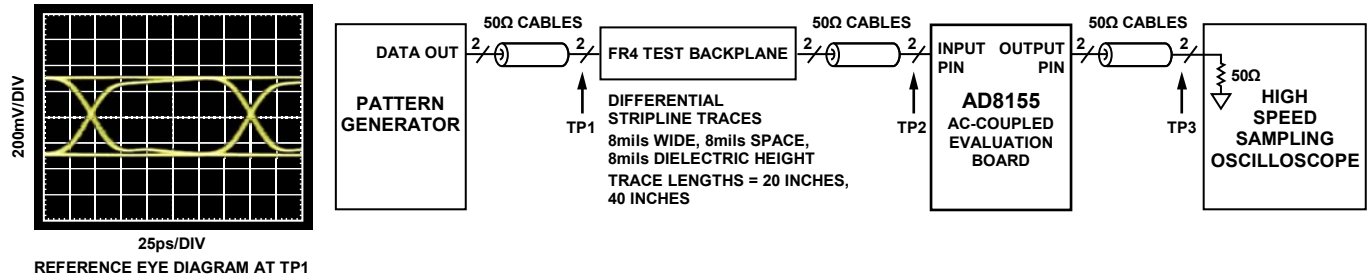 200mV/DIV
25ps/DIV
REFERENCE EYE DIAGRAM AT TP1
DATA OUT
PATTERN
GENERATOR
2
50Ω CABLES
2
TP1
FR4 TEST BACKPLANE
DIFFERENTIAL
STRIPLINE TRACES
8mils WIDE, 8mils SPACE,
8mils DIELECTRIC HEIGHT
TRACE LENGTHS = 20 INCHES,
40 INCHES
2
50Ω CABLES
2
TP2
INPUT
PIN
OUTPUT
PIN
AD8155
AC-COUPLED
EVALUATION
BOARD
2
50Ω CABLES
2
TP3
50Ω
HIGH
SPEED
SAMPLING
OSCILLOSCOPE